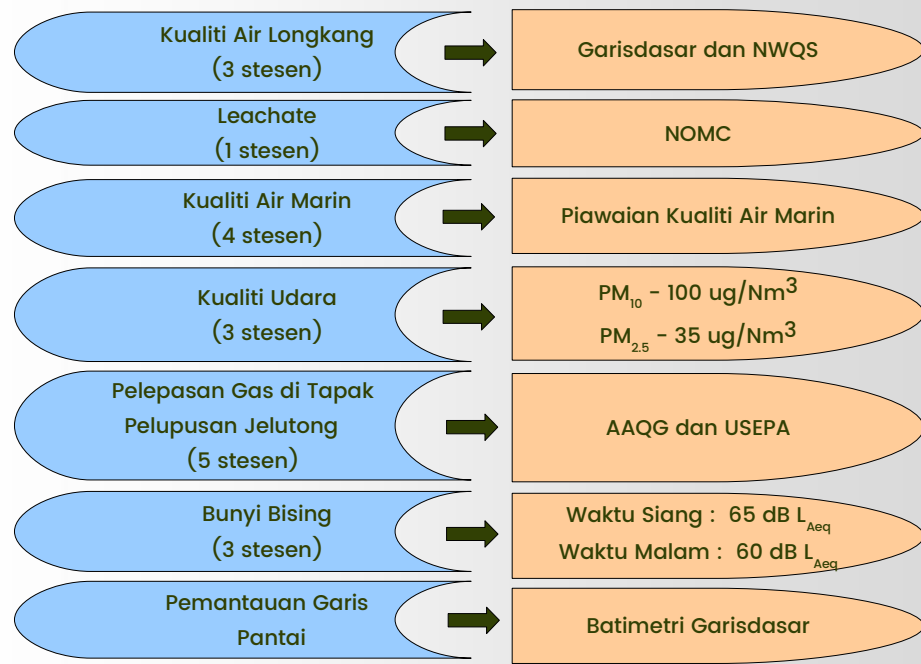 Kualiti Air Longkang
(3 stesen)
Garisdasar dan NWQS
Leachate
(1 stesen)
NOMC
Kualiti Air Marin
(4 stesen)
Piawaian Kualiti Air Marin
Kualiti Udara
(3 stesen)
PM₁₀ - 100 ug/Nm³
PM₂.₅ - 35 ug/Nm³
Pelepasan Gas di Tapak
Pelupusan Jelutong
(5 stesen)
AAQG dan USEPA
Bunyi Bising
(3 stesen)
Waktu Siang : 65 dB L_Aeq
Waktu Malam : 60 dB L_Aeq
Pemantauan Garis
Pantai
Batimetri Garisdasar